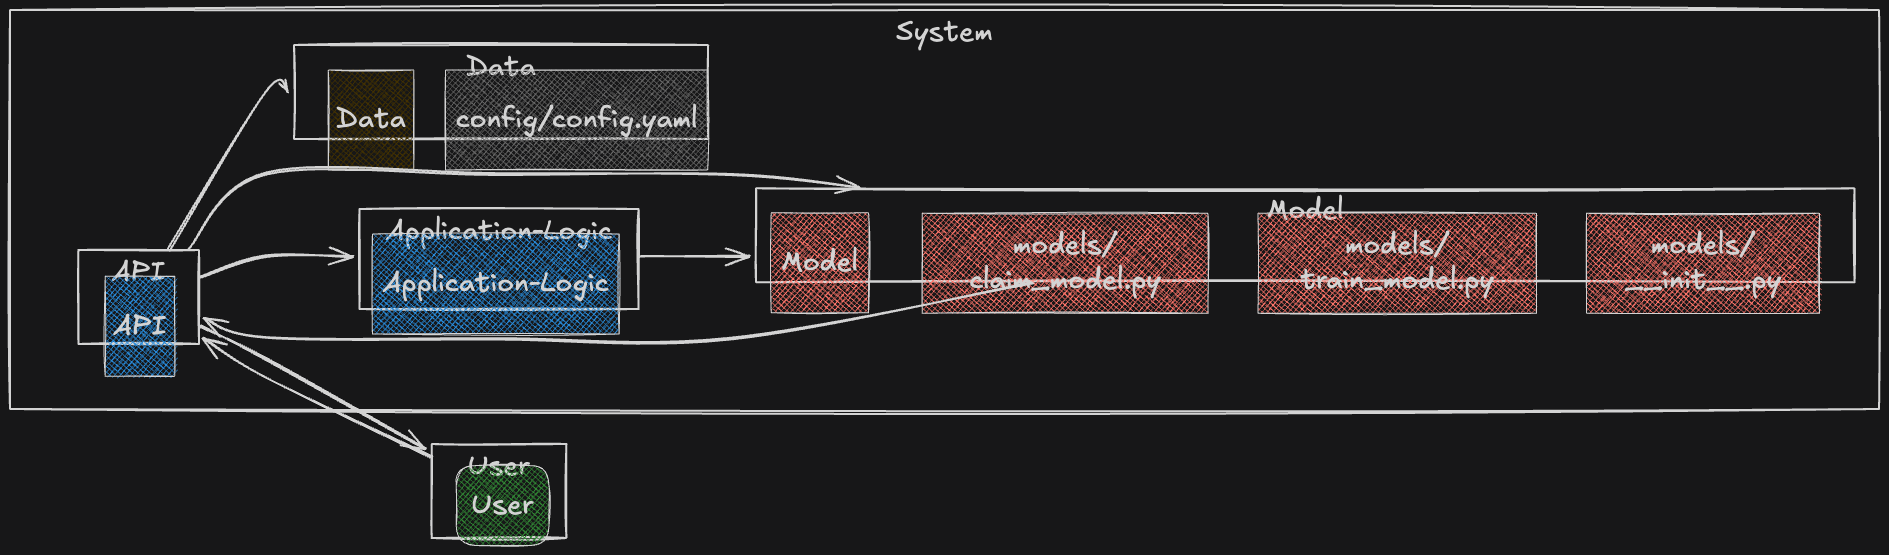 System
Data
Data
config/config.yaml
Model
Application-Logic
Application-Logic
Model
models/
claim_model.py
models/
train_model.py
models/
__init__.py
API
API
User
User